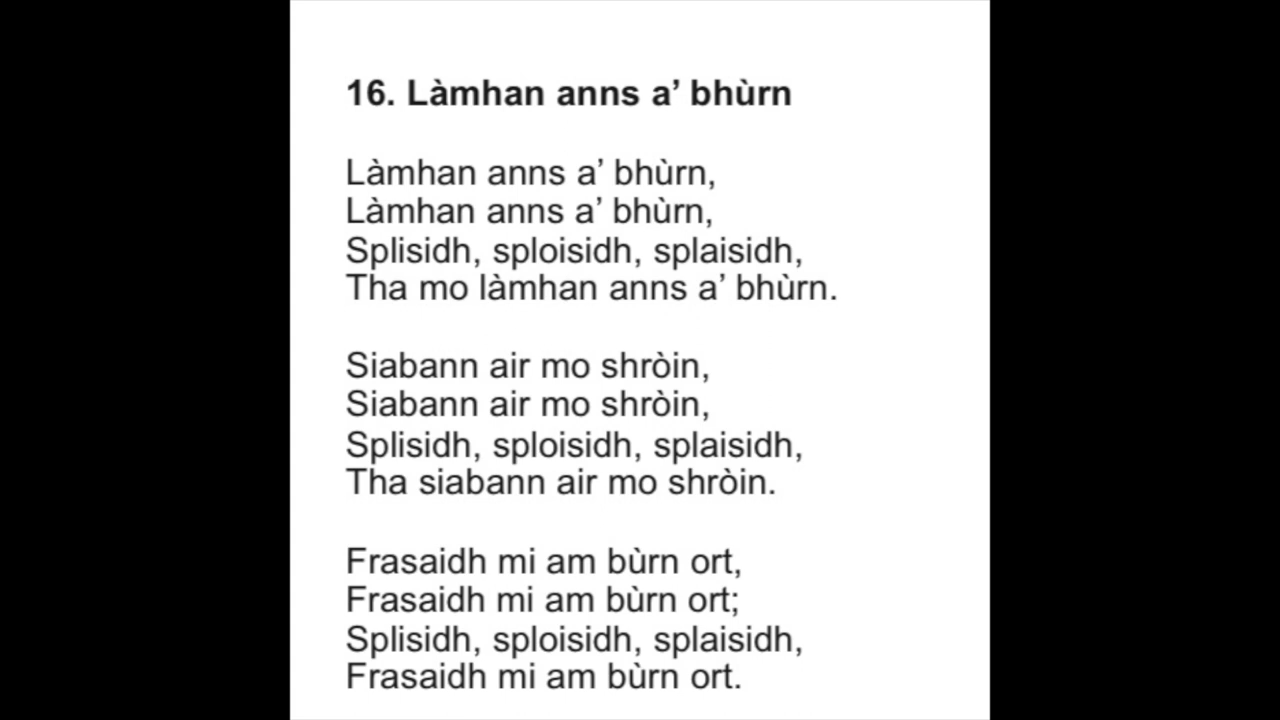 16. Làmhan anns a’ bhùrn
Làmhan anns a’ bhùrn,
Làmhan anns a’ bhùrn,
Splisidh, sploisidh, splaisidh,
Tha mo làmhan anns a’ bhùrn.
Siabann air mo shròin,
Siabann air mo shròin,
Splisidh, sploisidh, splaisidh,
Tha siabann air mo shròin.
Frasaidh mi am bùrn ort,
Frasaidh mi am bùrn ort;
Splisidh, sploisidh, splaisidh,
Frasaidh mi am bùrn ort.